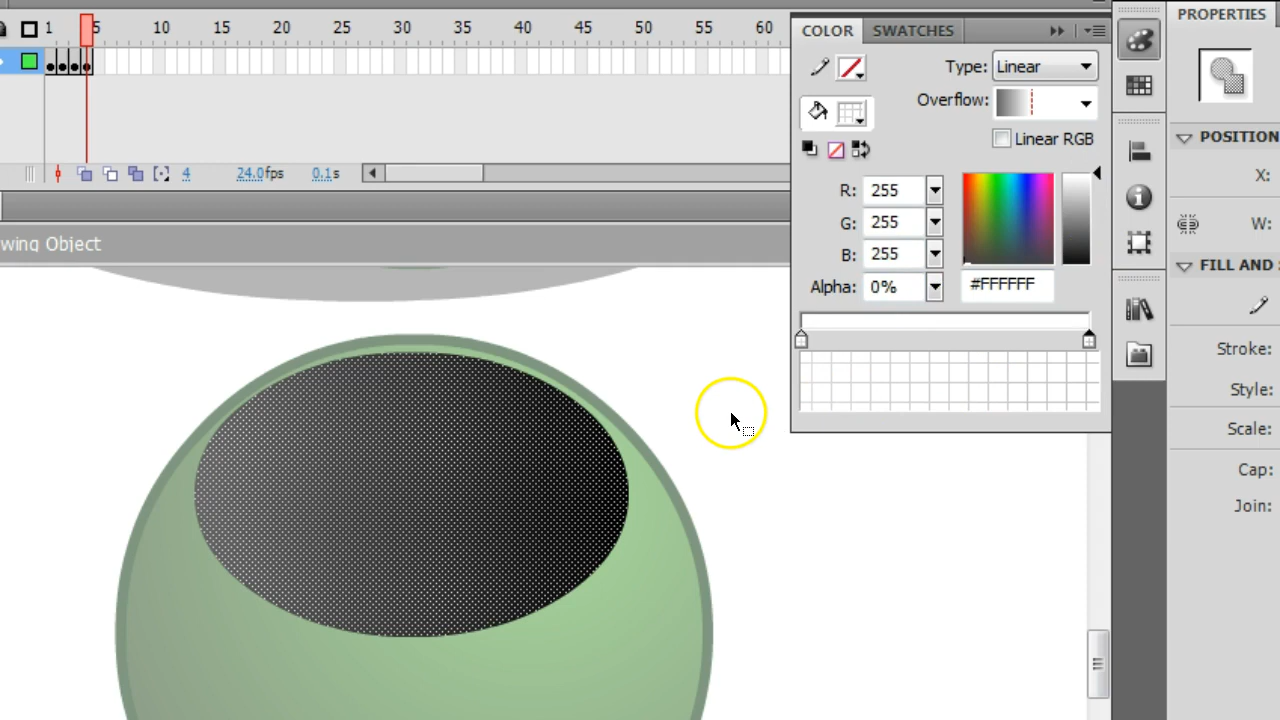 1 5 10 15 20 25 30 35 40 45 50 55 60
COLOR SWATCHES
PROPERTIES
Type: Linear
Overflow:
Linear RGB
POSITION
4 24.0fps 0.1s
R: 255
X:
G: 255
W:
B: 255
wing Object
FILL AND
Alpha: 0% #FFFFFF
Stroke:
Style:
Scale:
Cap:
Join: